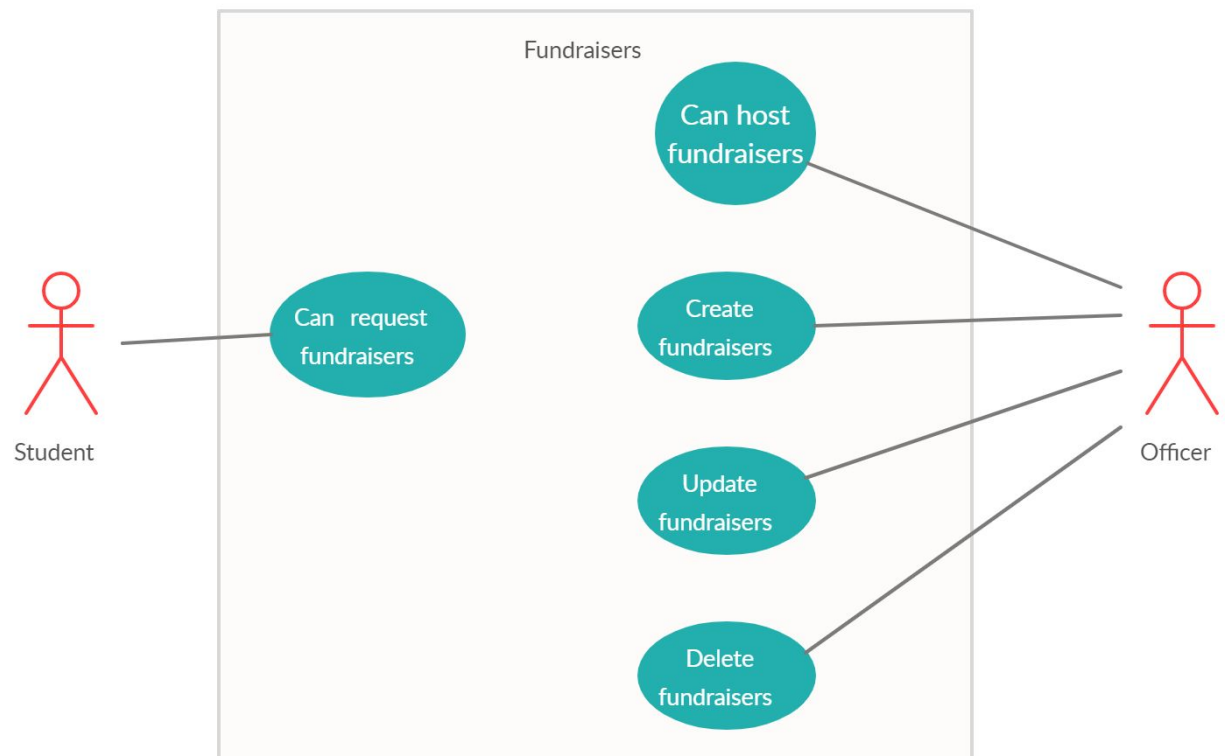 Fundraisers
Can host
fundraisers
Can request
fundraisers
Create
fundraisers
Student
Officer
Update
fundraisers
Delete
fundraisers